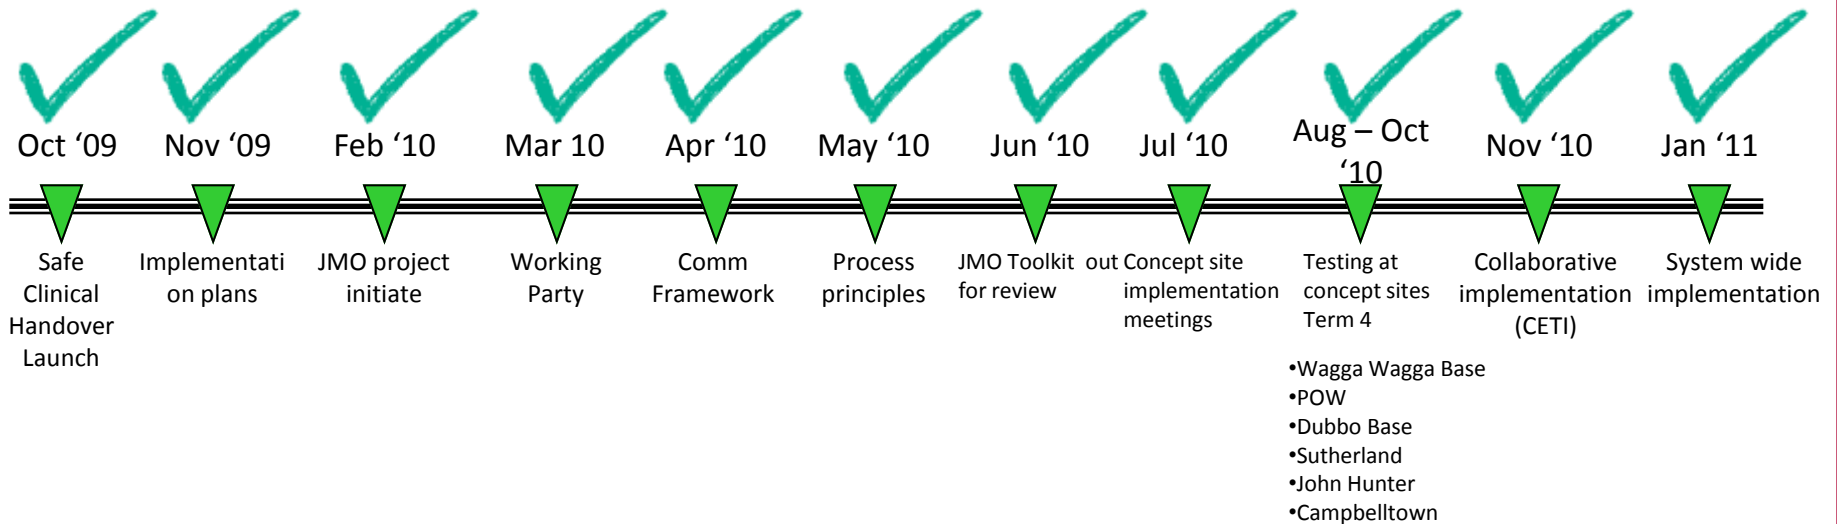 Oct ‘09
Nov ‘09
Feb ‘10
Mar 10
Apr ‘10
May ‘10
Jun ‘10
Jul ‘10
Aug – Oct
‘10
Nov ‘10
Jan ‘11
Safe
Clinical
Handover
Launch
Implementati
on plans
JMO project
initiate
Working
Party
Comm
Framework
Process
principles
JMO Toolkit out
for review
Concept site
implementation
meetings
Testing at
concept sites
Term 4
•Wagga Wagga Base
•POW
•Dubbo Base
•Sutherland
•John Hunter
•Campbelltown
Collaborative
implementation
(CETI)
System wide
implementation